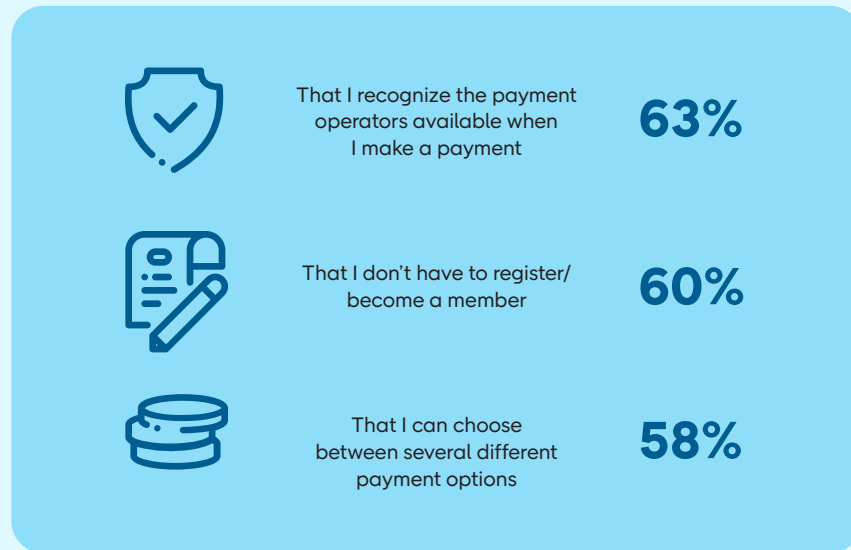 That I recognize the payment
operators available when
I make a payment
63%
That I don't have to register/
become a member
60%
That I can choose
between several different
payment options
58%